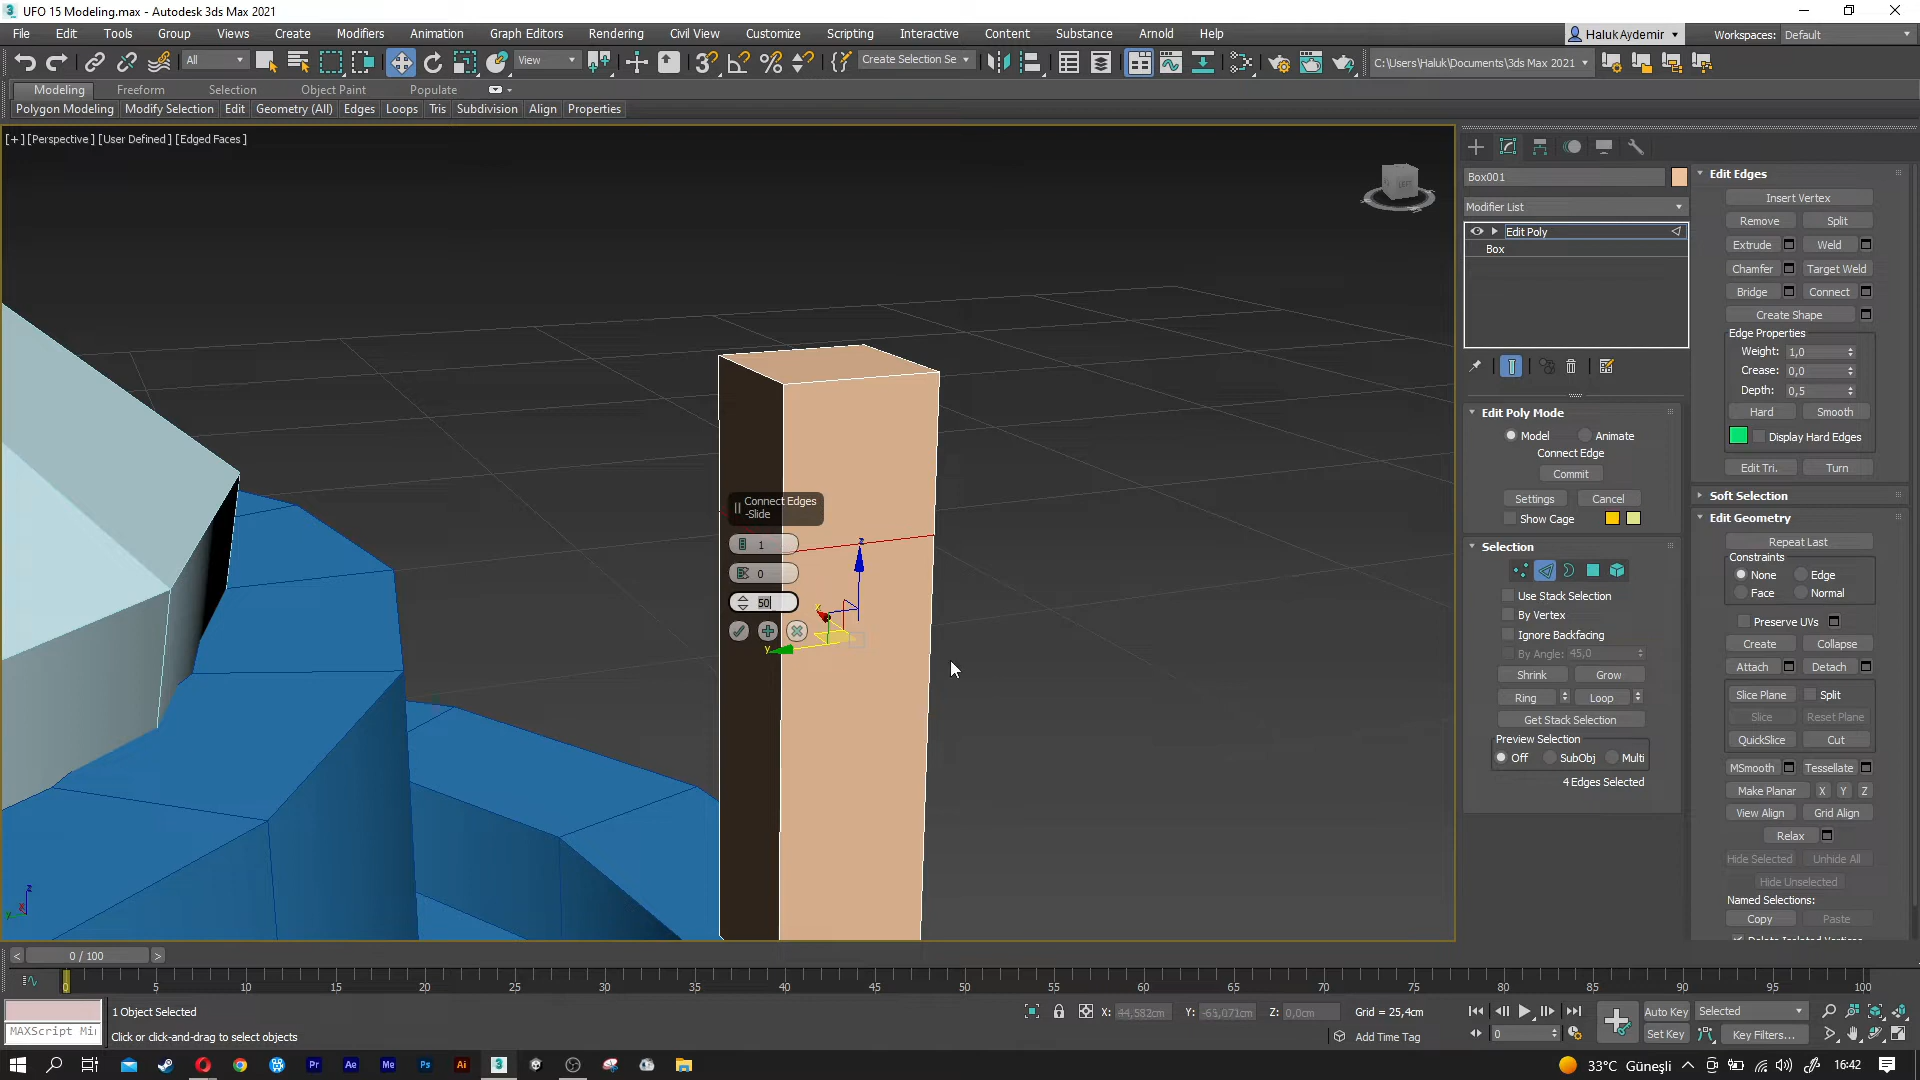 UFO 15 Modeling.max - Autodesk 3ds Max 2021
File Edit Tools Group Views Create Modifiers Animation Graph Editors Rendering Civil View Customize Scripting Interactive Content Substance Arnold Help
Haluk Aydemir
Workspaces: Default
All
View
Create Selection Se
C:\Users\Haluk\Documents\3ds Max 2021
Modeling Freeform Selection Object Paint Populate
Polygon Modeling Modify Selection Edit Geometry (All) Edges Loops Tris Subdivision Align Properties
[+] [Perspective] [User Defined] [Edged Faces]
LEFT
Connect Edges
-Slide
1
0
50
z
x
y
z
x
y
Box001
Modifier List
Edit Poly
Box
Edit Poly Mode
Model Animate
Connect Edge
Commit
Settings Cancel
Show Cage
Selection
Use Stack Selection
By Vertex
Ignore Backfacing
By Angle: 45,0
Shrink Grow
Ring Loop
Get Stack Selection
Preview Selection
Off SubObj Multi
4 Edges Selected
Edit Edges
Insert Vertex
Remove Split
Extrude Weld
Chamfer Target Weld
Bridge Connect
Create Shape
Edge Properties
Weight: 1,0
Crease: 0,0
Depth: 0,5
Hard Smooth
Display Hard Edges
Edit Tri. Turn
Soft Selection
Edit Geometry
Repeat Last
Constraints
None Edge
Face Normal
Preserve UVs
Create Collapse
Attach Detach
Slice Plane Split
Slice Reset Plane
QuickSlice Cut
MSmooth Tessellate
Make Planar X Y Z
View Align Grid Align
Relax
Hide Selected Unhide All
Hide Unselected
Named Selections:
Copy Paste
Delete Isolated Vertices
< 0 / 100 >
5 10 15 20 25 30 35 40 45 50 55 60 65 70 75 80 85 90 95 100
1 Object Selected
MAXScript Mi
Click or click-and-drag to select objects
X: 44,582cm Y: -65,071cm Z: 0,0cm Grid = 25,4cm
Add Time Tag
0
Auto Key Selected
Set Key Key Filters...
Pr Ae Me Ps Ai 3
33°C Güneşli
16:42